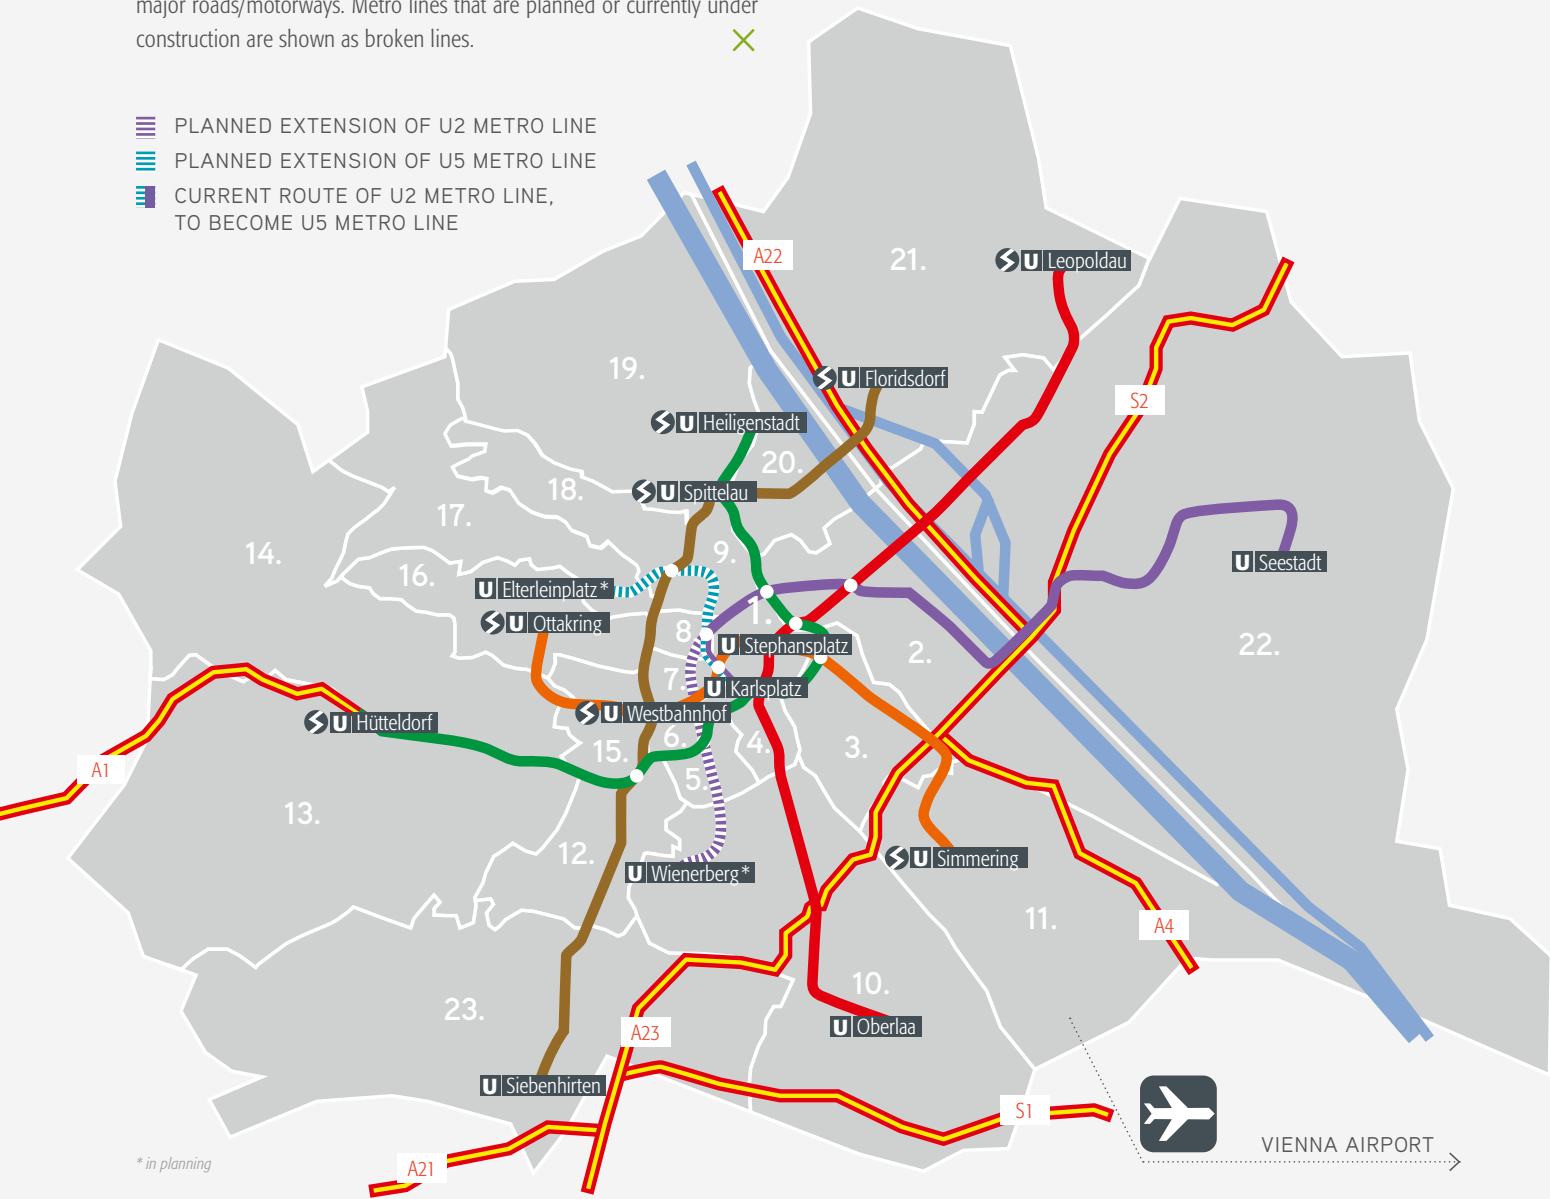 major roads/motorways. Metro lines that are planned or currently under
construction are shown as broken lines.
PLANNED EXTENSION OF U2 METRO LINE
PLANNED EXTENSION OF U5 METRO LINE
CURRENT ROUTE OF U2 METRO LINE,
TO BECOME U5 METRO LINE
A22
21.
S U Leopoldau
19.
S U Floridsdorf
S2
S U Heiligenstadt
20.
18.
S U Spittelau
17.
14.
9.
16.
U Elterleinplatz*
U Seestadt
1.
S U Ottakring
8.
U Stephansplatz
2.
22.
7.
U Karlsplatz
S U Westbahnhof
S U Hütteldorf
6.
4.
3.
15.
A1
5.
13.
12.
S U Simmering
U Wienerberg*
11.
A4
10.
23.
U Oberlaa
A23
U Siebenhirten
S1
VIENNA AIRPORT
* in planning
A21